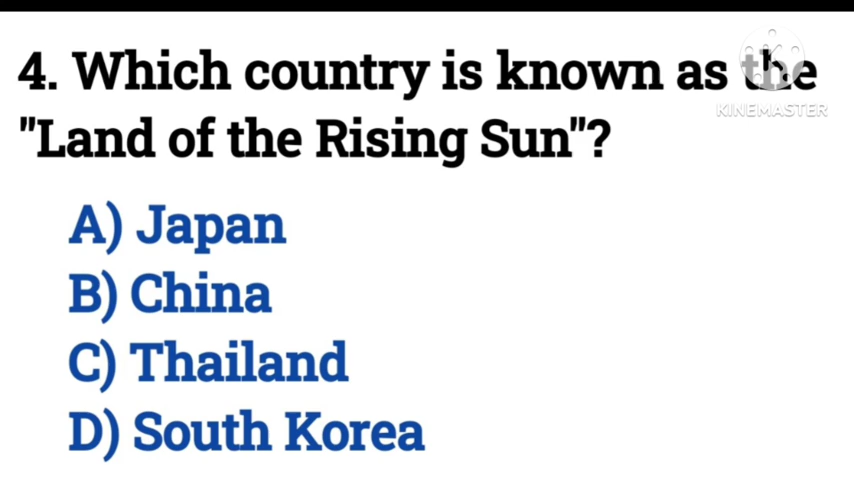 4. Which country is known as the
KINEMASTER
"Land of the Rising Sun"?
A) Japan
B) China
C) Thailand
D) South Korea